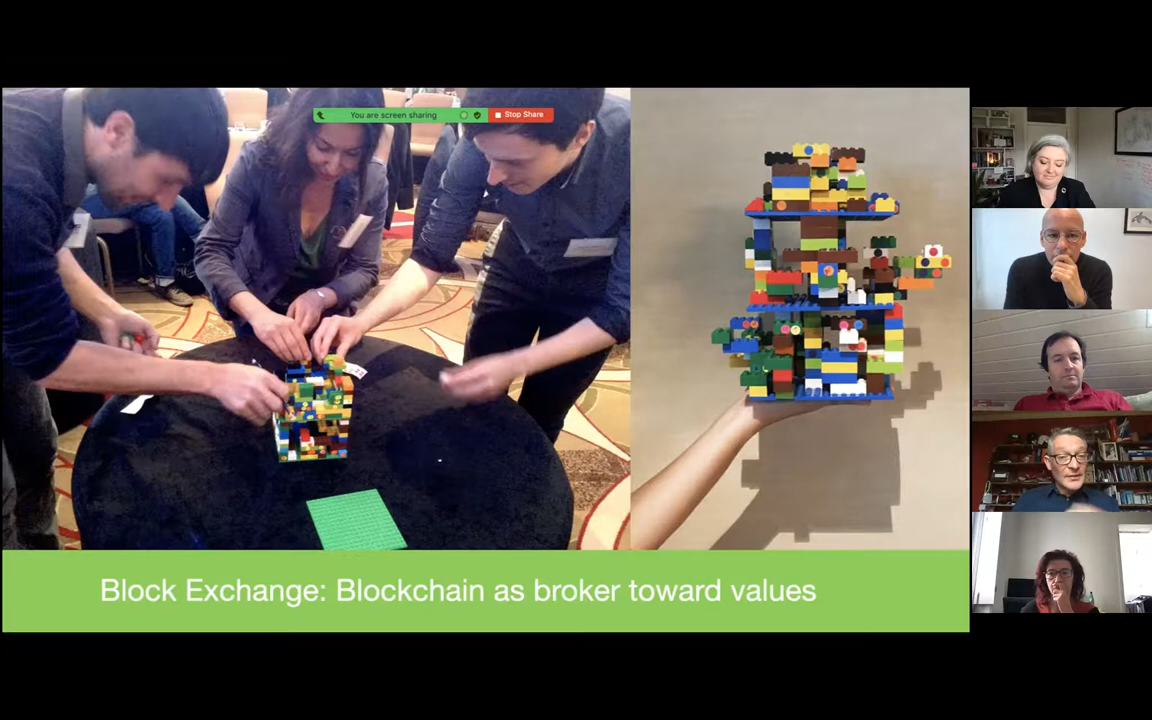 You are screen sharing
Stop Share
Block Exchange: Blockchain as broker toward values